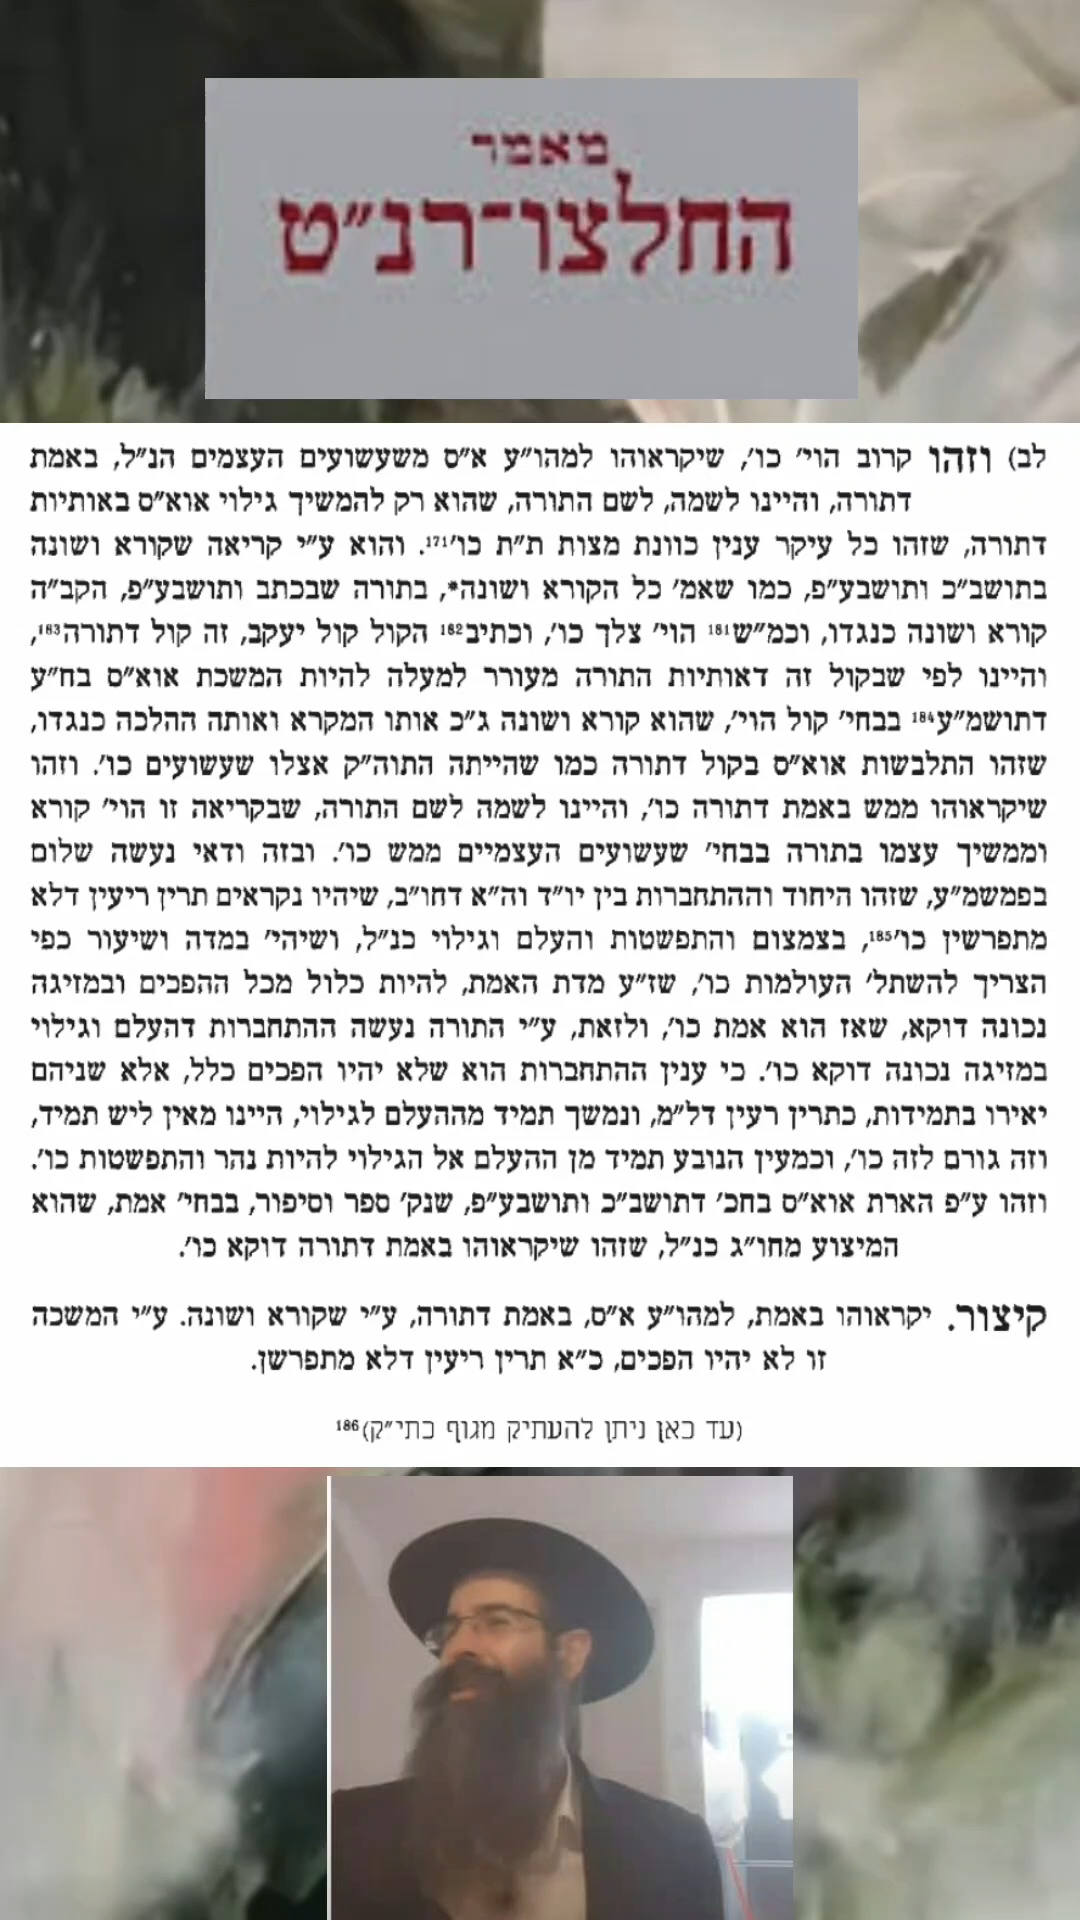 מאמר
החלצו־רנ״ט
לב) וזהו קרוב הוי׳ כו׳, שיקראוהו למהו״ע א״ס משעשועים העצמים הנ״ל, באמת
דתורה, והיינו לשמה, לשם התורה, שהוא רק להמשיך גילוי אוא״ס באותיות
דתורה, שזהו כל עיקר ענין כוונת מצות ת״ת כו׳171. והוא ע״י קריאה שקורא ושונה
בתושב״כ ותושבע״פ, כמו שאמ׳ כל הקורא ושונה*, בתורה שבכתב ותושבע״פ, הקב״ה
קורא ושונה כנגדו, וכמ״ש181 הוי׳ צלך כו׳, וכתיב182 הקול קול יעקב, זה קול דתורה183,
והיינו לפי שבקול זה דאותיות התורה מעורר למעלה להיות המשכת אוא״ס בח״ע
דתושמ״ע184 בבחי׳ קול הוי׳, שהוא קורא ושונה ג״כ אותו המקרא ואותה ההלכה כנגדו,
שזהו התלבשות אוא״ס בקול דתורה כמו שהייתה התוה״ק אצלו שעשועים כו׳. וזהו
שיקראוהו ממש באמת דתורה כו׳, והיינו לשמה לשם התורה, שבקריאה זו הוי׳ קורא
וממשיך עצמו בתורה בבחי׳ שעשועים העצמיים ממש כו׳. ובזה ודאי נעשה שלום
בפמשמ״ע, שזהו היחוד וההתחברות בין יו״ד וה״א דחו״ב, שיהיו נקראים תרין ריעין דלא
מתפרשין כו׳185, בצמצום והתפשטות והעלם וגילוי כנ״ל, ושיהי׳ במדה ושיעור כפי
הצריך להשתל׳ העולמות כו׳, שז״ע מדת האמת, להיות כלול מכל ההפכים ובמזיגה
נכונה דוקא, שאז הוא אמת כו׳, ולזאת, ע״י התורה נעשה ההתחברות דהעלם וגילוי
במזיגה נכונה דוקא כו׳. כי ענין ההתחברות הוא שלא יהיו הפכים כלל, אלא שניהם
יאירו בתמידות, כתרין רעין דל״מ, ונמשך תמיד מההעלם לגילוי, היינו מאין ליש תמיד,
וזה גורם לזה כו׳, וכמעין הנובע תמיד מן ההעלם אל הגילוי להיות נהר והתפשטות כו׳.
וזהו ע״פ הארת אוא״ס בחכ׳ דתושב״כ ותושבע״פ, שנק׳ ספר וסיפור, בבחי׳ אמת, שהוא
המיצוע מחו״ג כנ״ל, שזהו שיקראוהו באמת דתורה דוקא כו׳.
קיצור. יקראוהו באמת, למהו״ע א״ס, באמת דתורה, ע״י שקורא ושונה. ע״י המשכה
זו לא יהיו הפכים, כ״א תרין ריעין דלא מתפרשן.
(עד כאן ניתן להעתיק מגוף כתי״ק)186